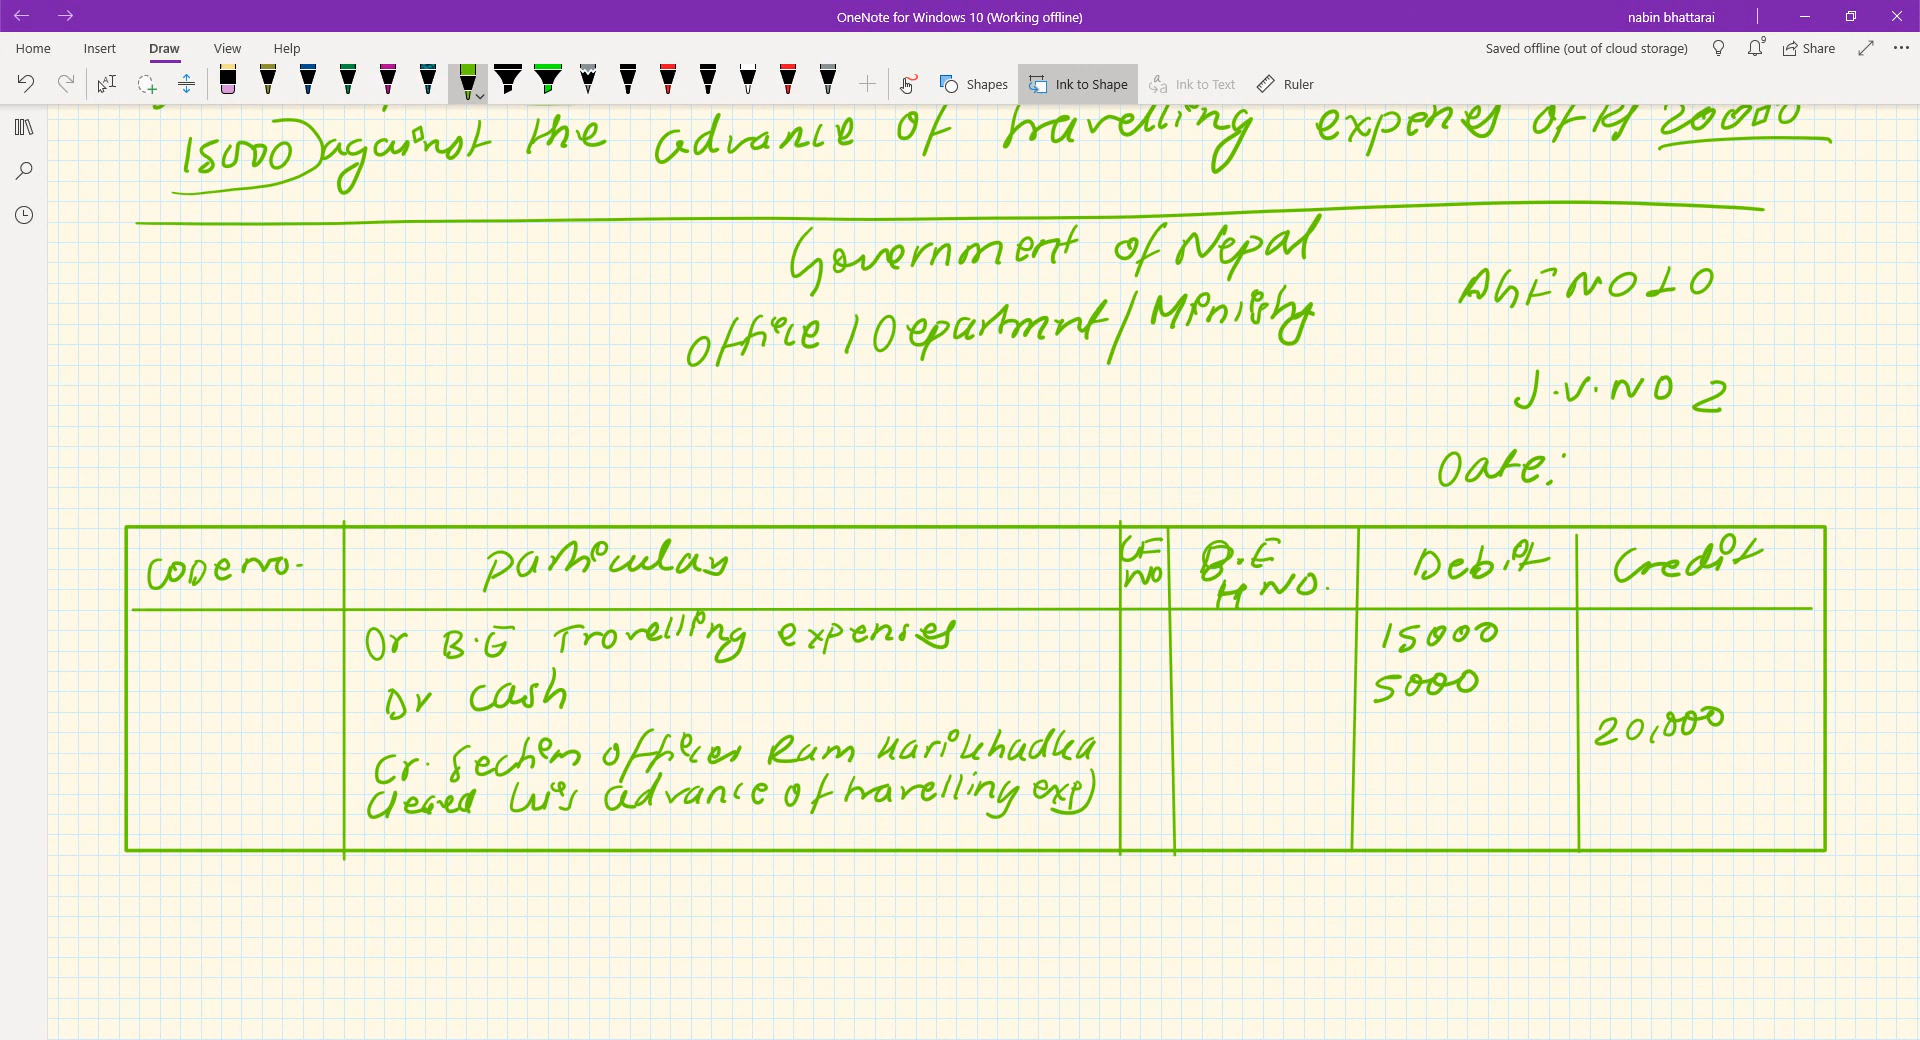 OneNote for Windows 10 (Working offline)
nabin bhattarai
Home Insert Draw View Help
Saved offline (out of cloud storage) 9 Share
Shapes Ink to Shape Ink to Text Ruler
15000 against the advance of travelling expenses of Rs 20000
Government of Nepal
Office / Department / Ministry
AGF NO 10
J.V. NO 2
Date:
Code no. Particulars LF NO B.E H NO. Debit Credit
Dr B.E Travelling expenses 15000
Dr cash 5000
Cr. Section officer Ram Hari Khadka 20,000
cleared his advance of travelling exp)